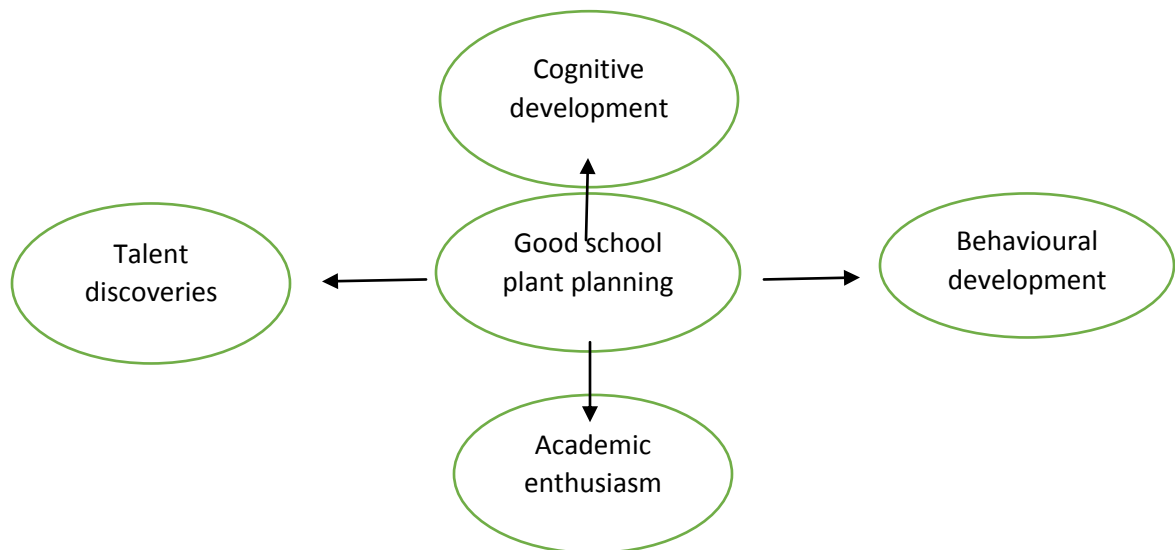 Cognitive
development
Talent
discoveries
Good school
plant planning
Behavioural
development
Academic
enthusiasm